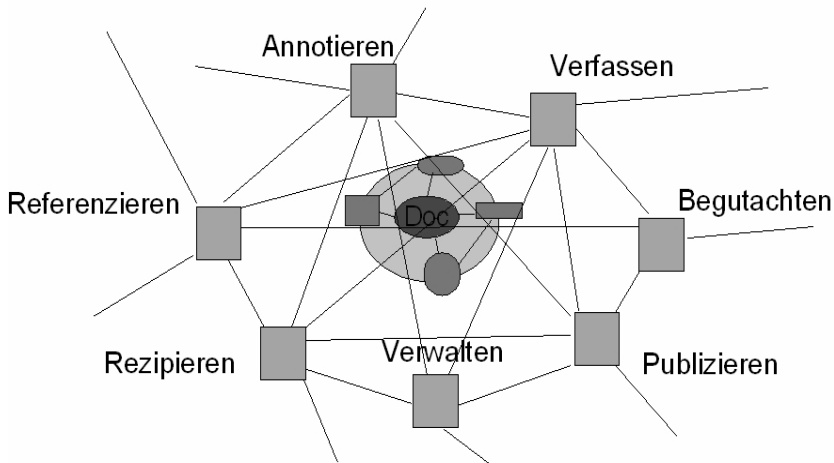 Annotieren
Verfassen
Referenzieren
Doc
Begutachten
Rezipieren
Verwalten
Publizieren